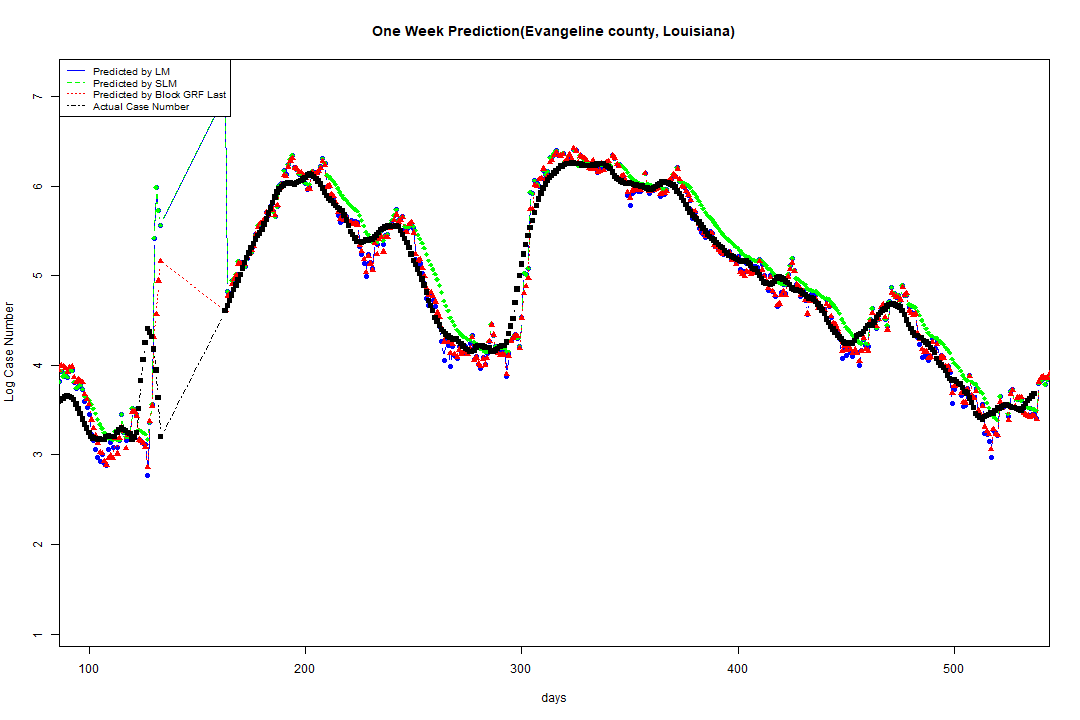 One Week Prediction(Evangeline county, Louisiana)
Predicted by LM
Predicted by SLM
Predicted by Block GRF Last
Actual Case Number
7
6
5
4
3
2
1
Log Case Number
100 200 300 400 500
days